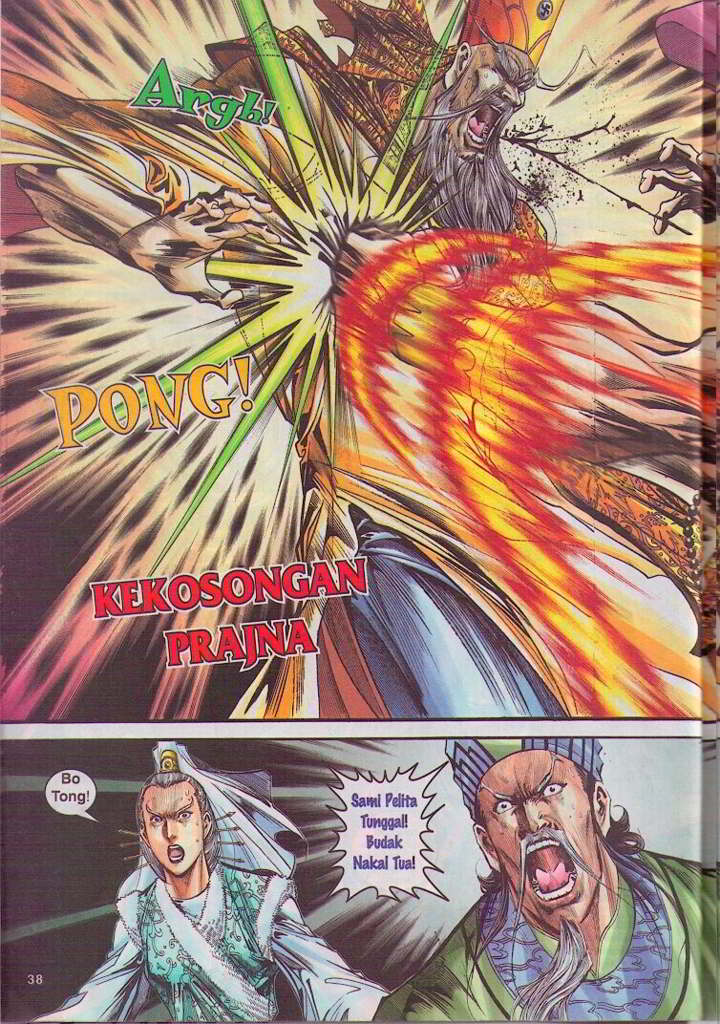 Argh!
PONG!
KEKOSONGAN
PRAJNA
Bo
Tong!
Sami Pelita
Tunggal!
Budak
Nakal Tua!
38